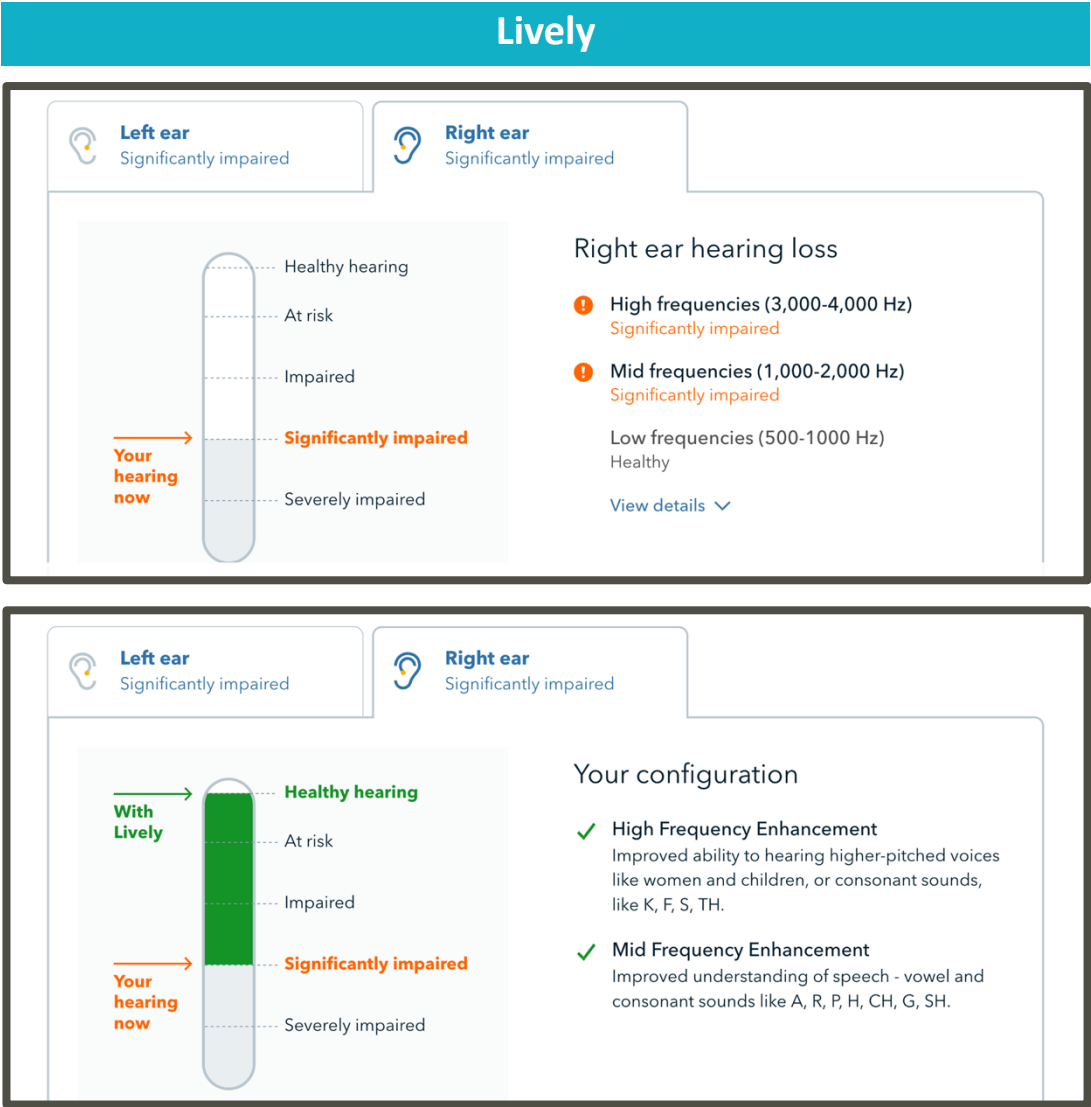 Lively
Left ear
Significantly impaired
Right ear
Significantly impaired
Healthy hearing
At risk
Impaired
Significantly impaired
Severely impaired
Your
hearing
now
Right ear hearing loss
High frequencies (3,000-4,000 Hz)
Significantly impaired
Mid frequencies (1,000-2,000 Hz)
Significantly impaired
Low frequencies (500-1000 Hz)
Healthy
View details
Left ear
Significantly impaired
Right ear
Significantly impaired
With
Lively
Healthy hearing
At risk
Impaired
Significantly impaired
Severely impaired
Your
hearing
now
Your configuration
High Frequency Enhancement
Improved ability to hearing higher-pitched voices
like women and children, or consonant sounds,
like K, F, S, TH.
Mid Frequency Enhancement
Improved understanding of speech - vowel and
consonant sounds like A, R, P, H, CH, G, SH.